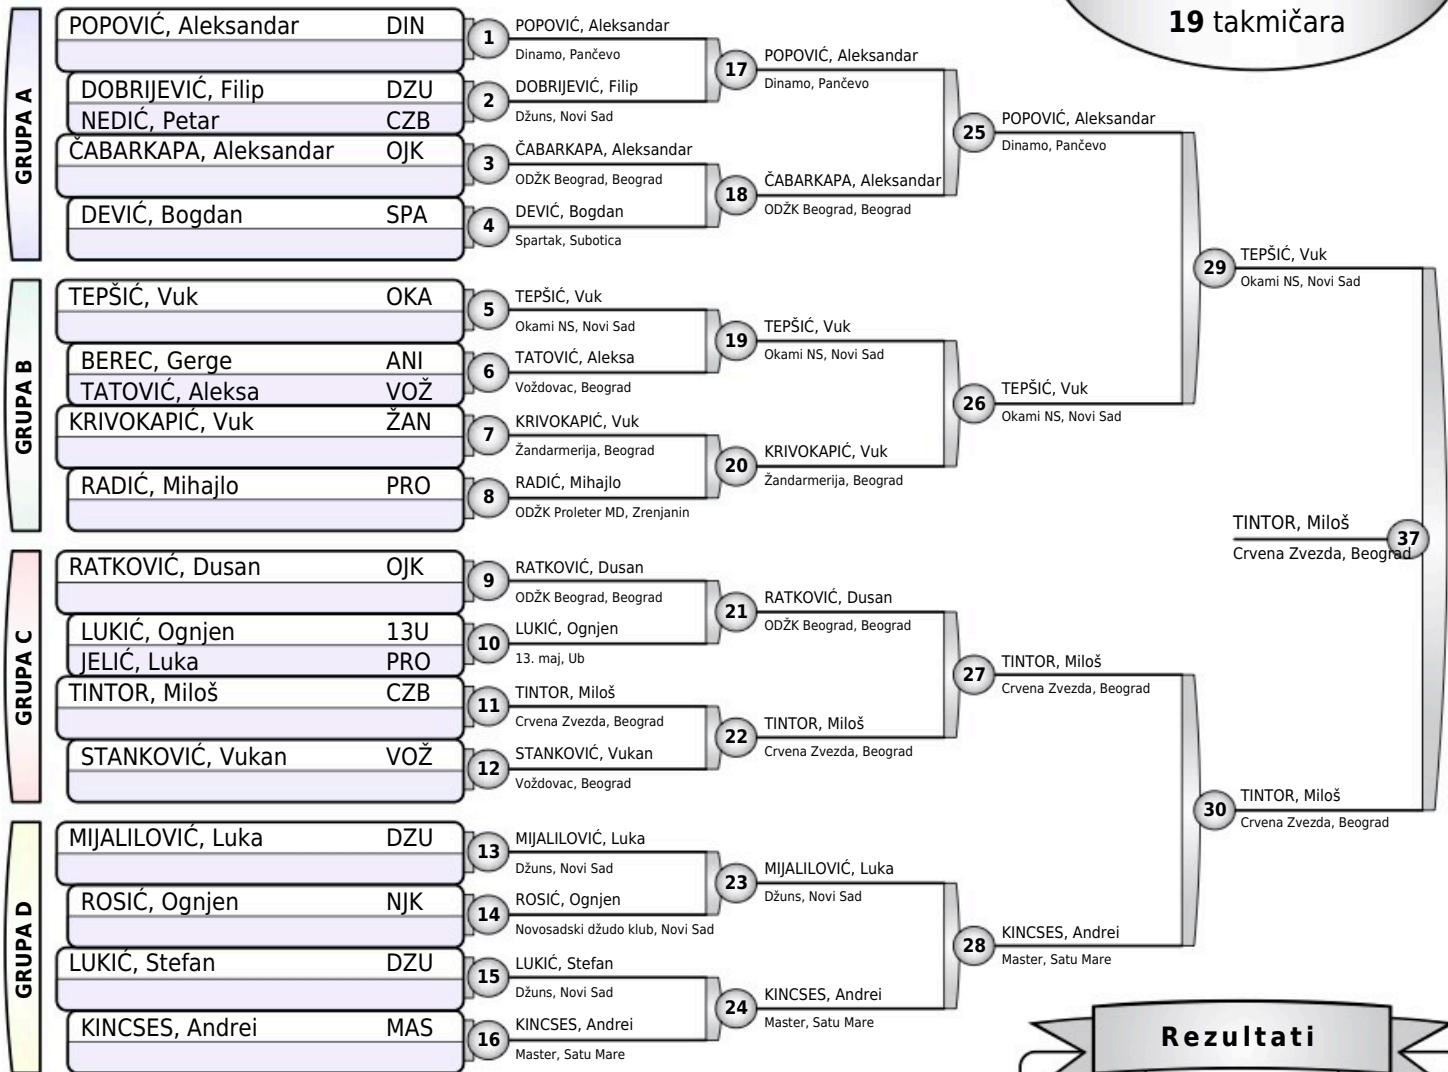 19 takmičara
GRUPA A
POPOVIĆ, Aleksandar DIN
DOBRIJEVIĆ, Filip DZU
NEDIĆ, Petar CZB
ČABARKAPA, Aleksandar OJK
DEVIĆ, Bogdan SPA
GRUPA B
TEPŠIĆ, Vuk OKA
BEREC, Gerge ANI
TATOVIĆ, Aleksa VOŽ
KRIVOKAPIĆ, Vuk ŽAN
RADIĆ, Mihajlo PRO
GRUPA C
RATKOVIĆ, Dusan OJK
LUKIĆ, Ognjen 13U
JELIĆ, Luka PRO
TINTOR, Miloš CZB
STANKOVIĆ, Vukan VOŽ
GRUPA D
MIJALILOVIĆ, Luka DZU
ROSIĆ, Ognjen NJK
LUKIĆ, Stefan DZU
KINCSES, Andrei MAS
1 POPOVIĆ, Aleksandar
Dinamo, Pančevo
2 DOBRIJEVIĆ, Filip
Džuns, Novi Sad
3 ČABARKAPA, Aleksandar
ODŽK Beograd, Beograd
4 DEVIĆ, Bogdan
Spartak, Subotica
5 TEPŠIĆ, Vuk
Okami NS, Novi Sad
6 TATOVIĆ, Aleksa
Voždovac, Beograd
7 KRIVOKAPIĆ, Vuk
Žandarmerija, Beograd
8 RADIĆ, Mihajlo
ODŽK Proleter MD, Zrenjanin
9 RATKOVIĆ, Dusan
ODŽK Beograd, Beograd
10 LUKIĆ, Ognjen
13. maj, Ub
11 TINTOR, Miloš
Crvena Zvezda, Beograd
12 STANKOVIĆ, Vukan
Voždovac, Beograd
13 MIJALILOVIĆ, Luka
Džuns, Novi Sad
14 ROSIĆ, Ognjen
Novosadski džudo klub, Novi Sad
15 LUKIĆ, Stefan
Džuns, Novi Sad
16 KINCSES, Andrei
Master, Satu Mare
17 POPOVIĆ, Aleksandar
Dinamo, Pančevo
18 ČABARKAPA, Aleksandar
ODŽK Beograd, Beograd
19 TEPŠIĆ, Vuk
Okami NS, Novi Sad
20 KRIVOKAPIĆ, Vuk
Žandarmerija, Beograd
21 RATKOVIĆ, Dusan
ODŽK Beograd, Beograd
22 TINTOR, Miloš
Crvena Zvezda, Beograd
23 MIJALILOVIĆ, Luka
Džuns, Novi Sad
24 KINCSES, Andrei
Master, Satu Mare
25 POPOVIĆ, Aleksandar
Dinamo, Pančevo
26 TEPŠIĆ, Vuk
Okami NS, Novi Sad
27 TINTOR, Miloš
Crvena Zvezda, Beograd
28 KINCSES, Andrei
Master, Satu Mare
29 TEPŠIĆ, Vuk
Okami NS, Novi Sad
30 TINTOR, Miloš
Crvena Zvezda, Beograd
TINTOR, Miloš 37
Crvena Zvezda, Beograd
Rezultati